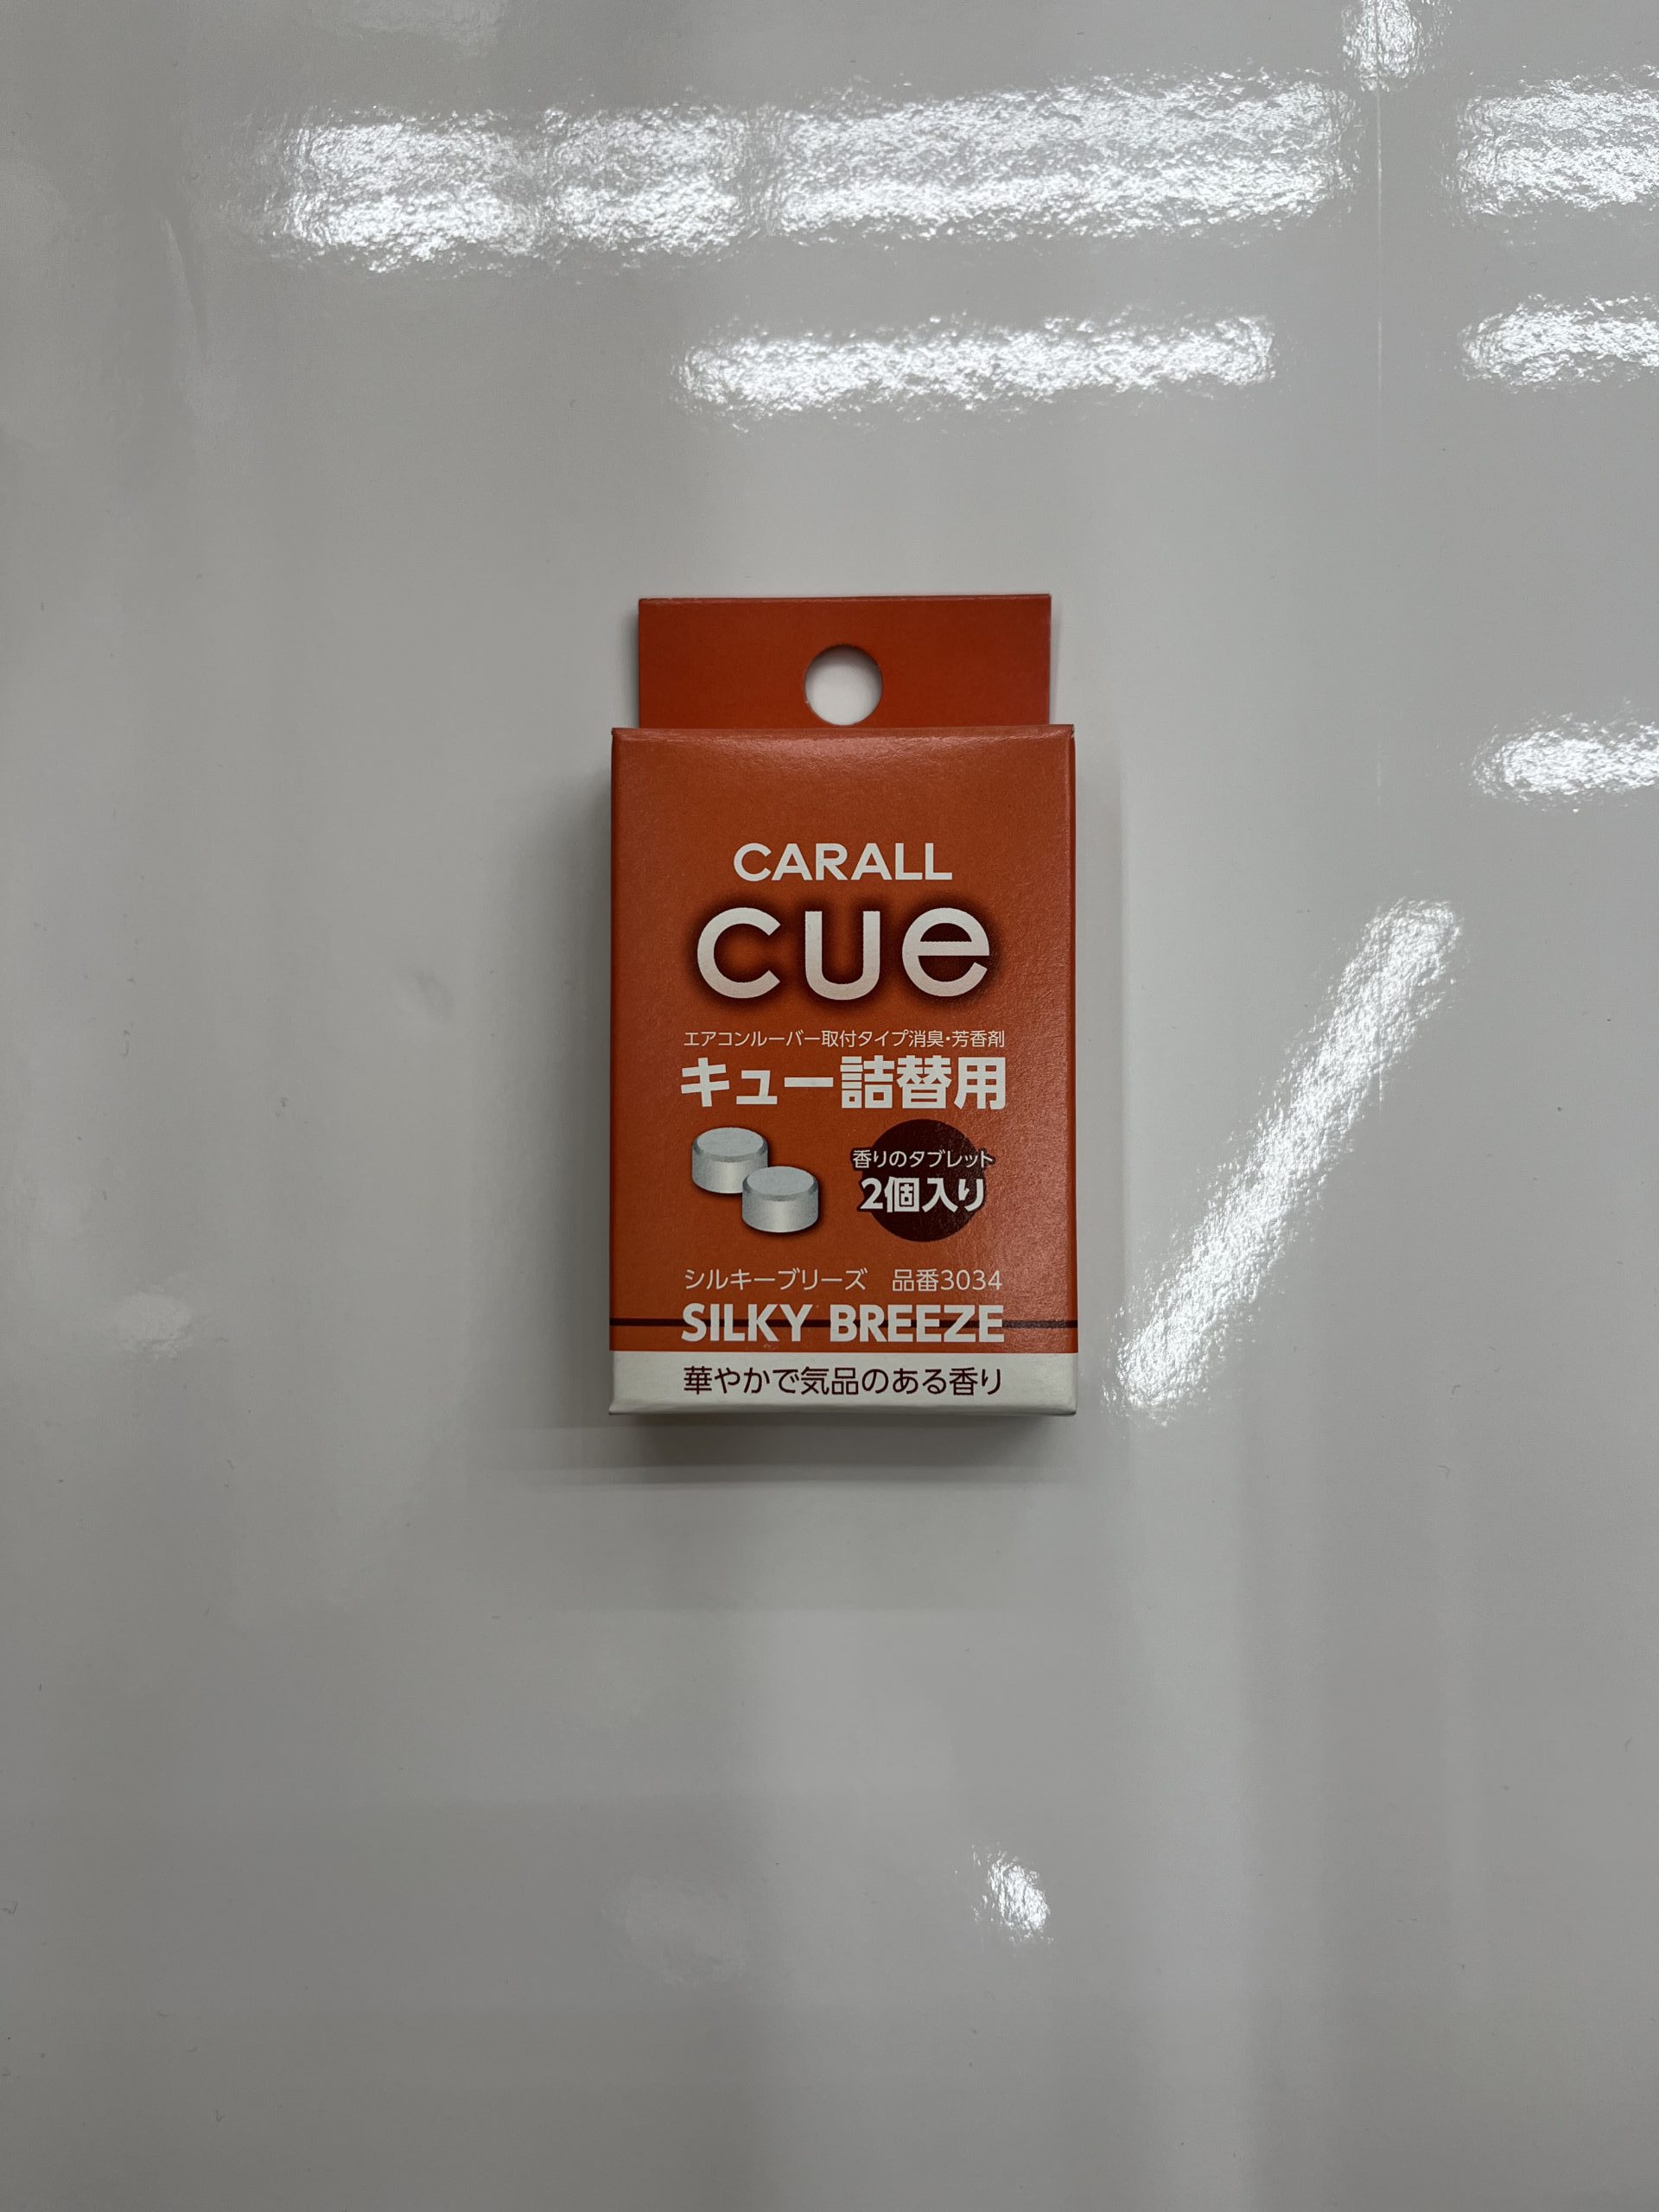 CARALL
cue
エアコンルーバー取付タイプ消臭・芳香剤
キュー詰替用
香りのタブレット
2個入り
シルキーブリーズ 品番3034
SILKY BREEZE
華やかで気品のある香り